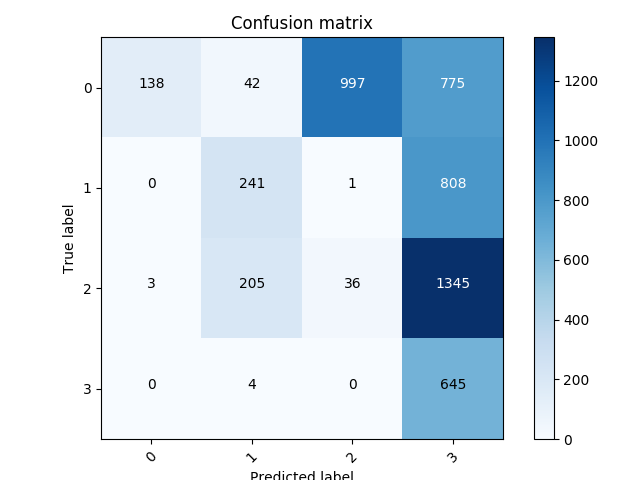 Confusion matrix
0 138 42 997 775
1 0 241 1 808
2 3 205 36 1345
3 0 4 0 645
0 1 2 3
True label
Predicted label
1200
1000
800
600
400
200
0